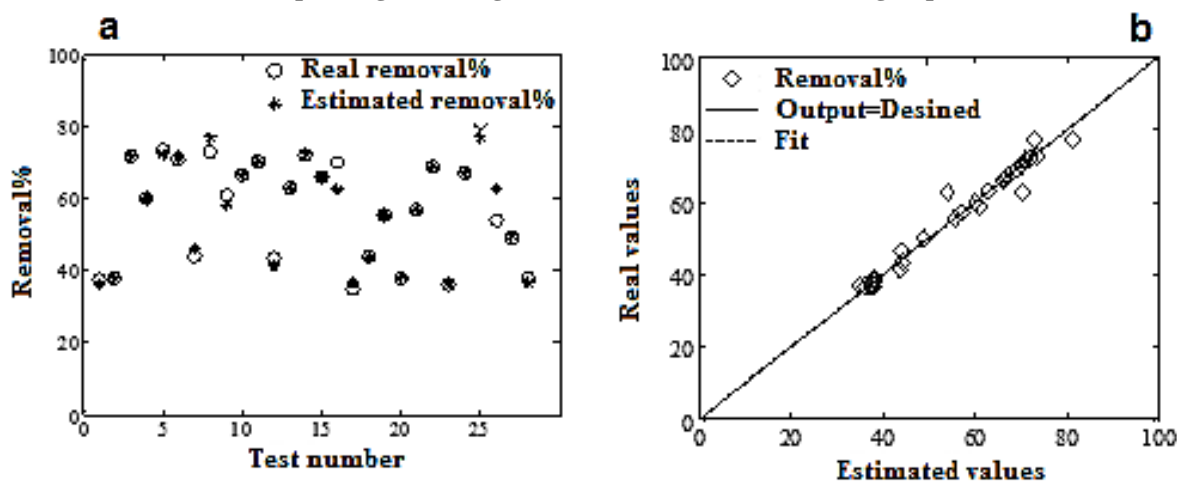 a
100
80
60
40
20
0
0
5
10
15
20
25
Real removal%
Estimated removal%
Removal%
Test number
b
100
80
60
40
20
0
0
20
40
60
80
100
Removal%
Output=Desined
Fit
Real values
Estimated values